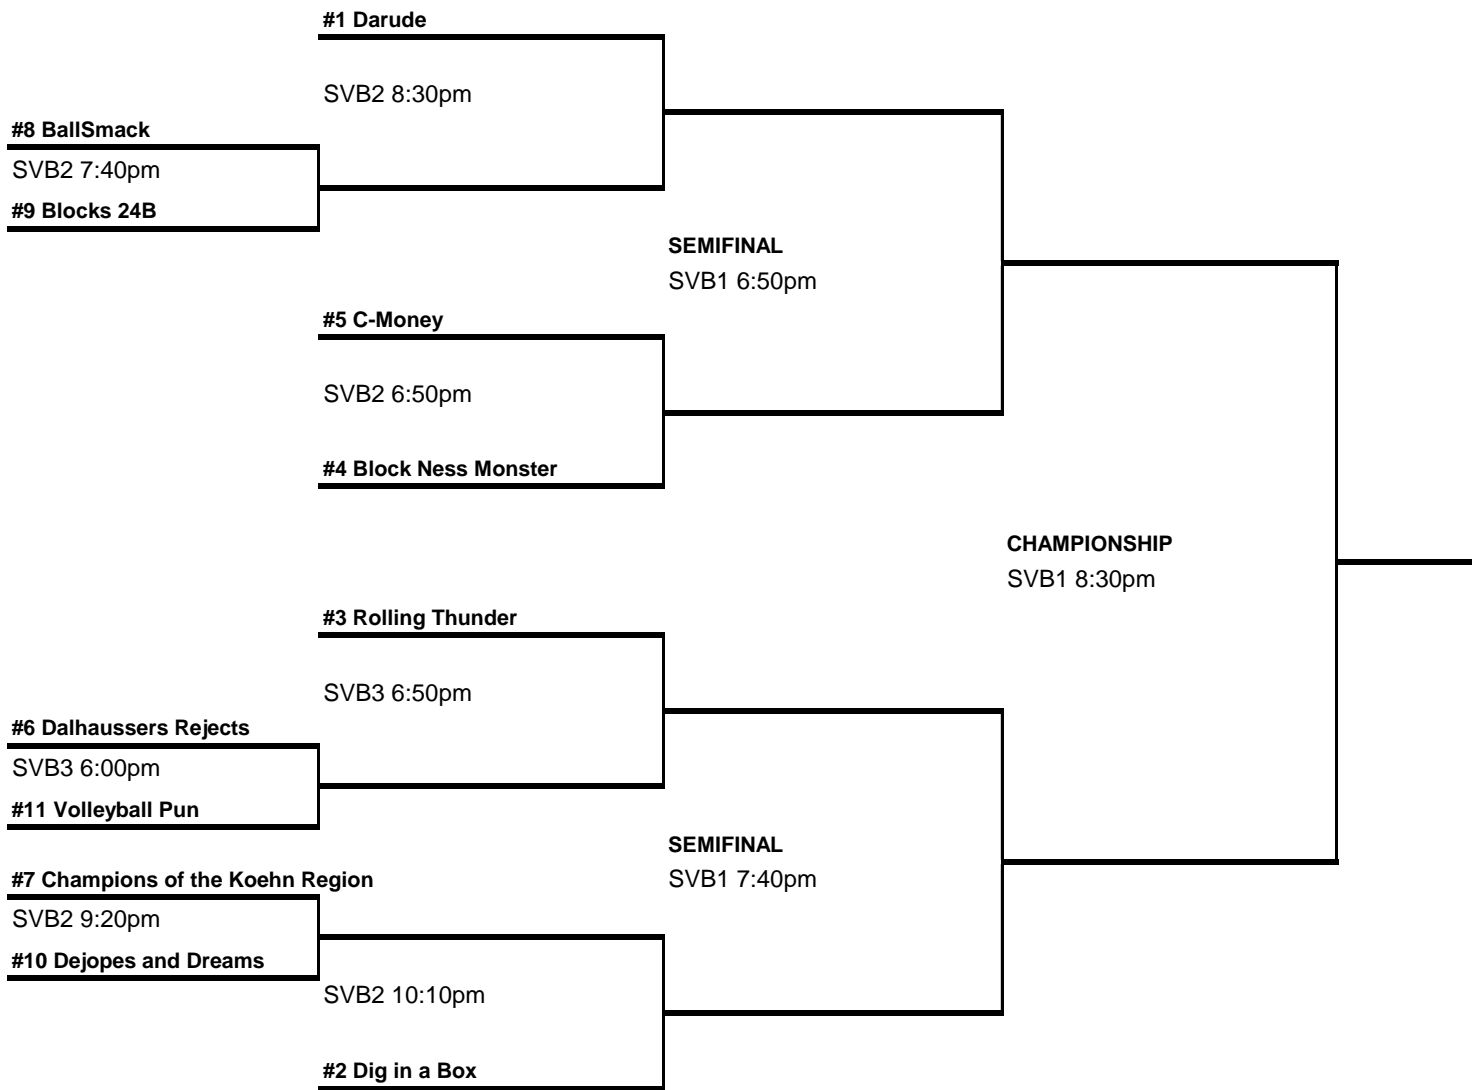 #1 Darude
SVB2 8:30pm
#8 BallSmack
SVB2 7:40pm
#9 Blocks 24B
SEMIFINAL
SVB1 6:50pm
#5 C-Money
SVB2 6:50pm
#4 Block Ness Monster
CHAMPIONSHIP
SVB1 8:30pm
#3 Rolling Thunder
SVB3 6:50pm
#6 Dalhaussers Rejects
SVB3 6:00pm
#11 Volleyball Pun
SEMIFINAL
SVB1 7:40pm
#7 Champions of the Koehn Region
SVB2 9:20pm
#10 Dejopes and Dreams
SVB2 10:10pm
#2 Dig in a Box